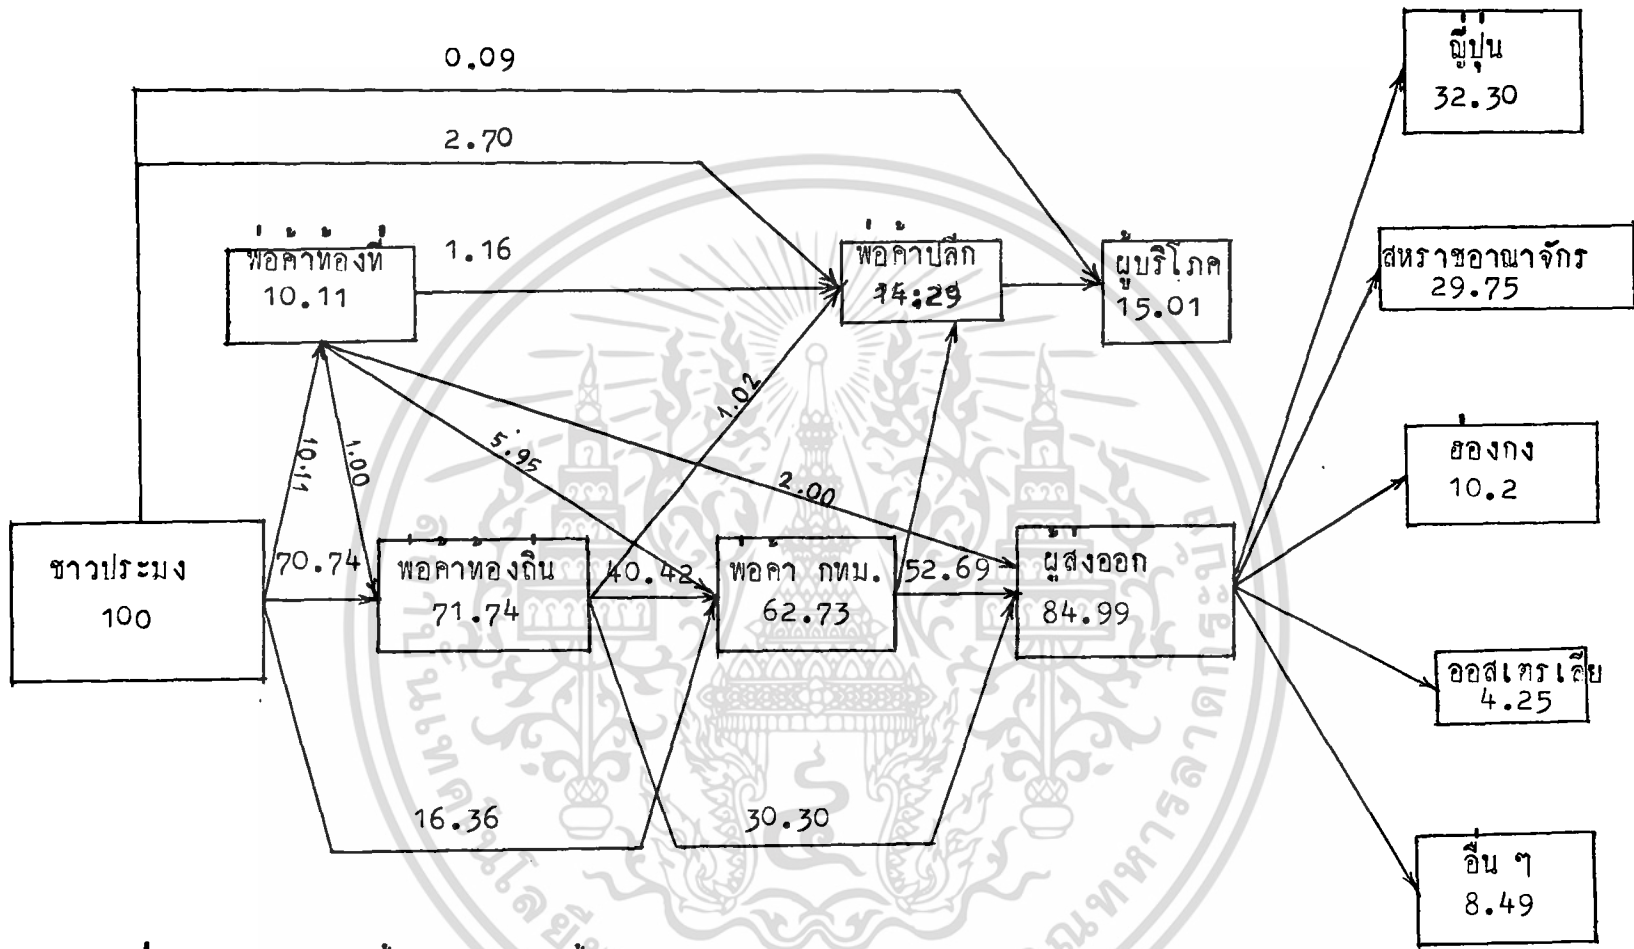 0.09
2.70
พ่อค้าท้องที่
10.11
1.16
พ่อค้าปลีก
14.29
ผู้บริโภค
15.01
ญี่ปุ่น
32.30
สหราชอาณาจักร
29.75
ฮ่องกง
10.2
ออสเตรเลีย
4.25
อื่น ๆ
8.49
10.11
1.00
5.95
1.02
2.00
ชาวประมง
100
70.74
พ่อค้าท้องถิ่น
71.74
40.42
พ่อค้า กทม.
62.73
52.69
ผู้ส่งออก
84.99
16.36
30.30